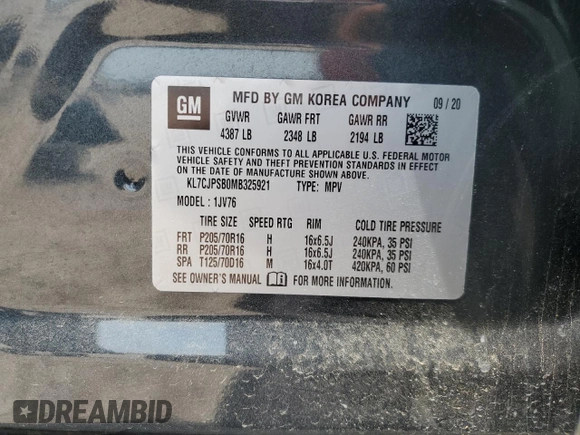 GM
MFD BY GM KOREA COMPANY 09/20
GVWR GAWR FRT GAWR RR
4387 LB 2348 LB 2194 LB
THIS VEHICLE CONFORMS TO ALL APPLICABLE U.S. FEDERAL MOTOR
VEHICLE SAFETY AND THEFT PREVENTION STANDARDS IN EFFECT ON
THE DATE OF MANUFACTURE SHOWN ABOVE.
KL7CJPSB0MB325921 TYPE: MPV
MODEL : 1JV76
TIRE SIZE SPEED RTG RIM COLD TIRE PRESSURE
FRT P205/70R16 H 16x6.5J 240KPA, 35 PSI
RR P205/70R16 H 16x6.5J 240KPA, 35 PSI
SPA T125/70D16 M 16x4.0T 420KPA, 60 PSI
SEE OWNER'S MANUAL FOR MORE INFORMATION.
DREAMBID